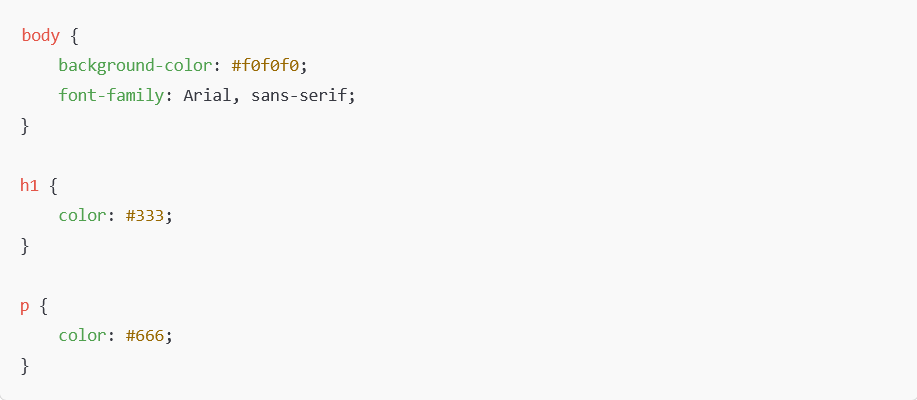 body {
    background-color: #f0f0f0;
    font-family: Arial, sans-serif;
}

h1 {
    color: #333;
}

p {
    color: #666;
}